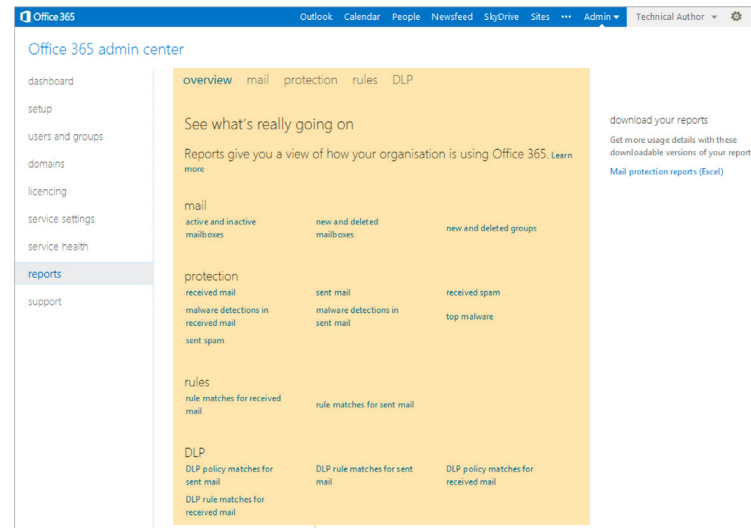 Office 365
Outlook Calendar People Newsfeed SkyDrive Sites ••• Admin Technical Author
Office 365 admin center
dashboard
setup
users and groups
domains
licencing
service settings
service health
reports
support
overview mail protection rules DLP
See what's really going on
Reports give you a view of how your organisation is using Office 365. Learn
more
mail
active and inactive
mailboxes
new and deleted
mailboxes
new and deleted groups
protection
received mail
sent mail
received spam
malware detections in
received mail
malware detections in
sent mail
top malware
sent spam
rules
rule matches for received
mail
rule matches for sent mail
DLP
DLP policy matches for
sent mail
DLP rule matches for sent
mail
DLP policy matches for
received mail
DLP rule matches for
received mail
download your reports
Get more usage details with these
downloadable versions of your report
Mail protection reports (Excel)